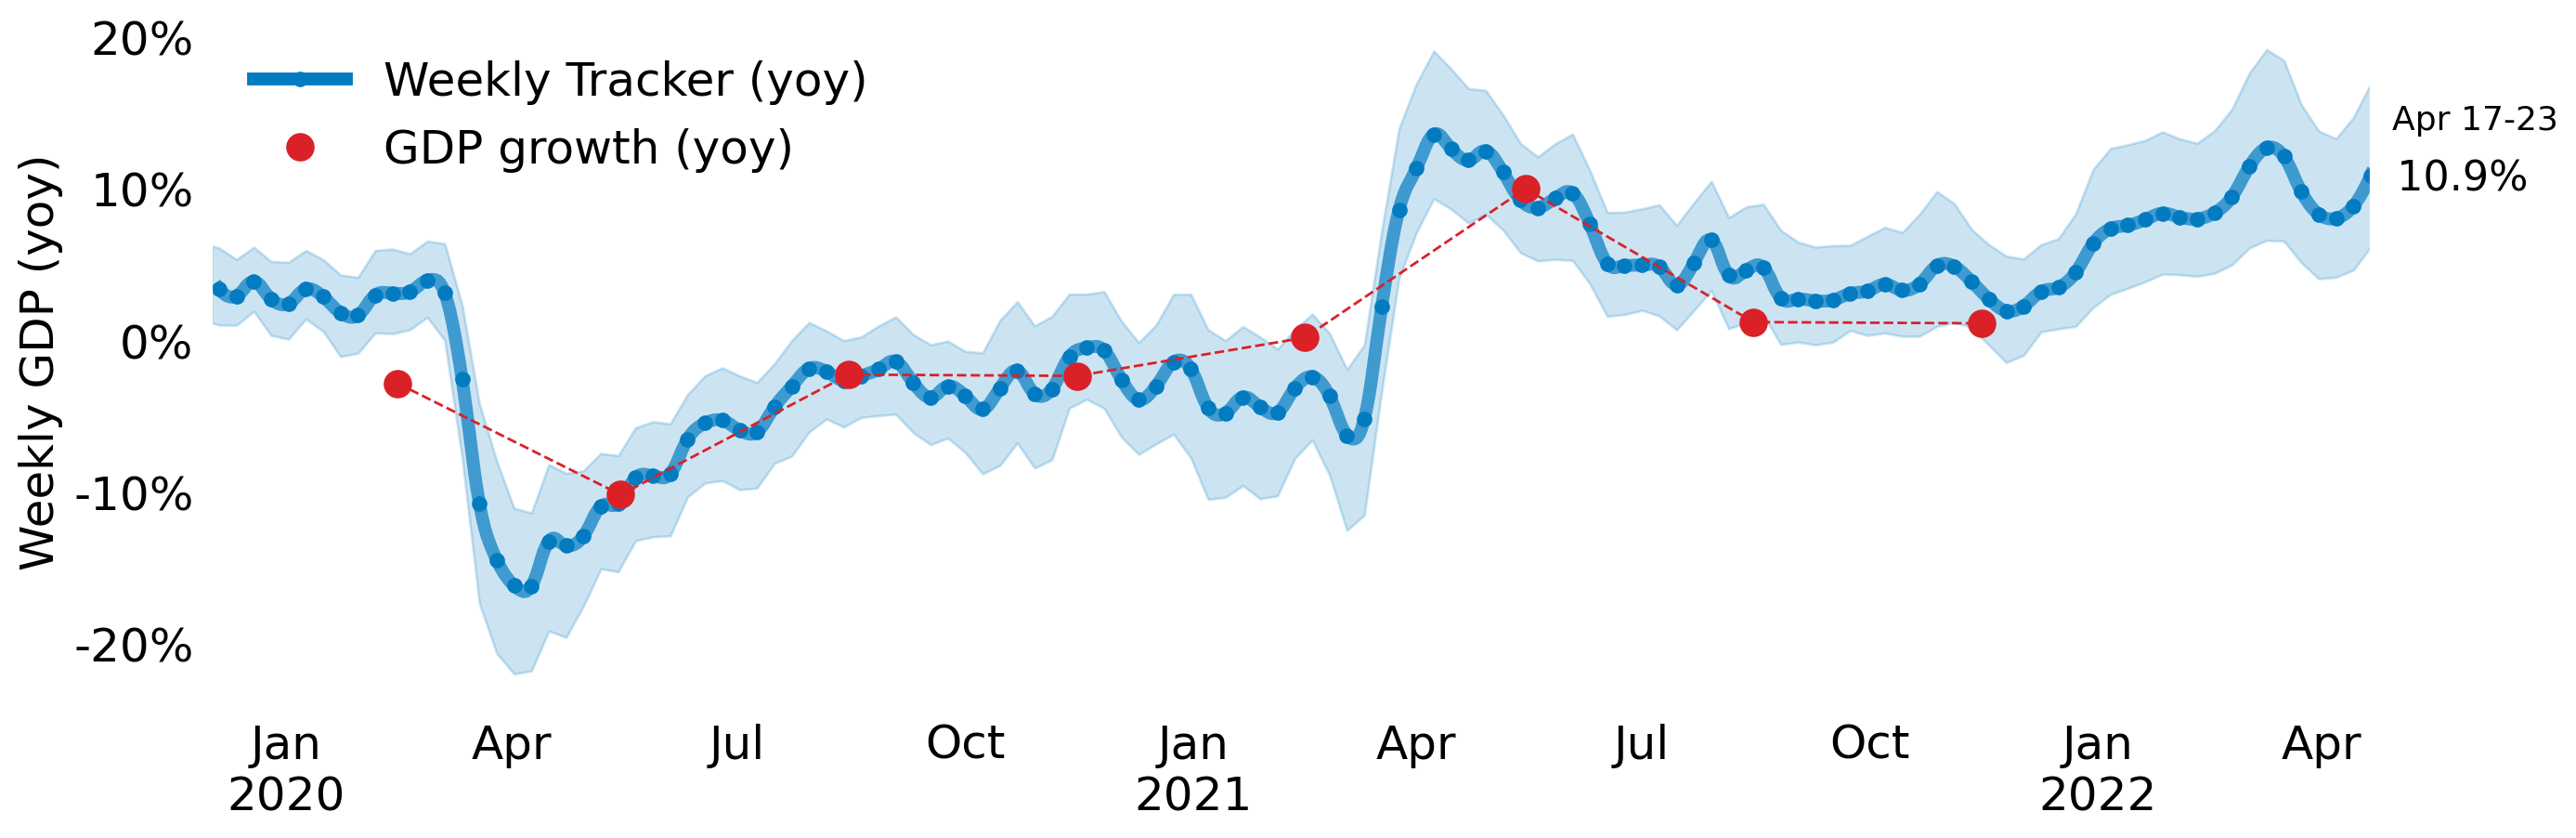 20%
10%
0%
-10%
-20%
Weekly GDP (yoy)
Weekly Tracker (yoy)
GDP growth (yoy)
Apr 17-23
10.9%
Jan Apr Jul Oct Jan Apr Jul Oct Jan Apr
2020 2021 2022